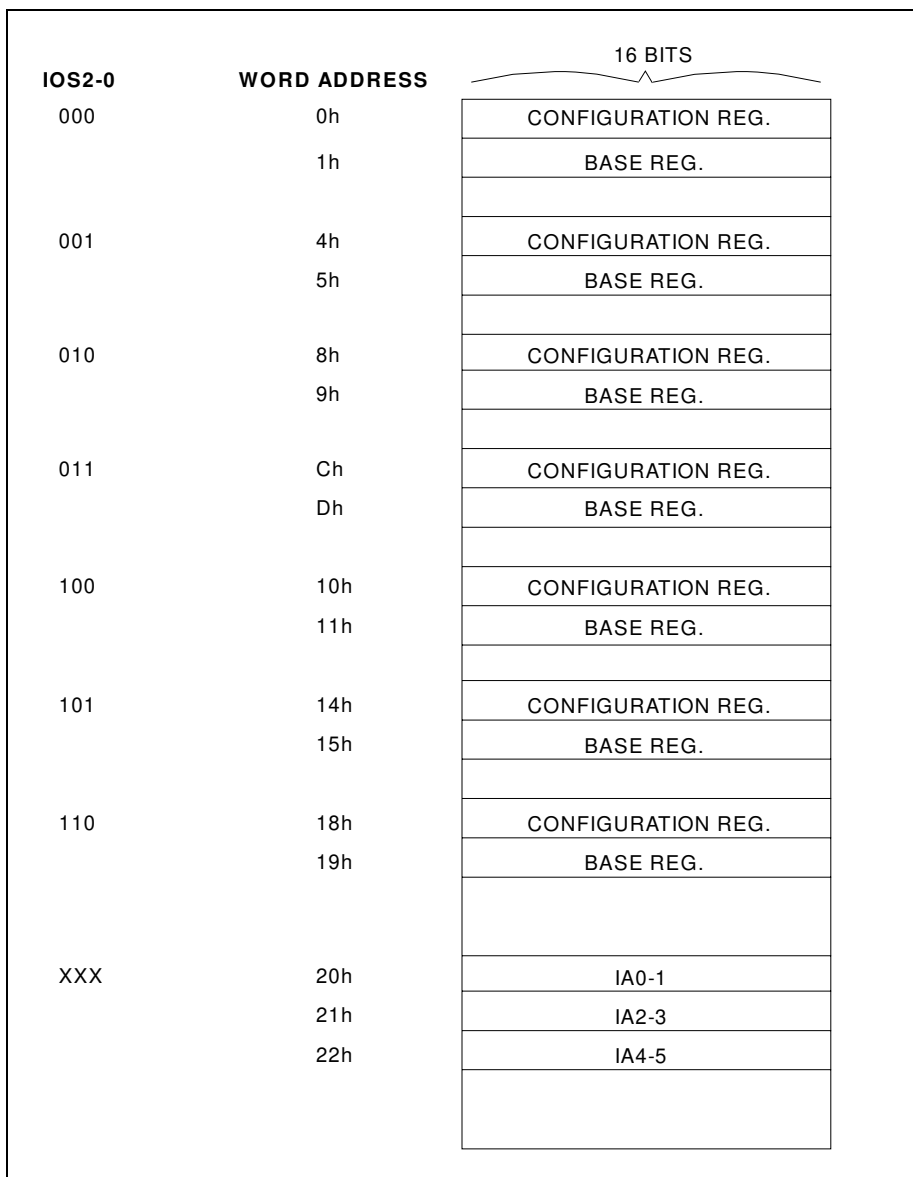 16 BITS
IOS2-0 WORD ADDRESS
000 0h CONFIGURATION REG.
1h BASE REG.
001 4h CONFIGURATION REG.
5h BASE REG.
010 8h CONFIGURATION REG.
9h BASE REG.
011 Ch CONFIGURATION REG.
Dh BASE REG.
100 10h CONFIGURATION REG.
11h BASE REG.
101 14h CONFIGURATION REG.
15h BASE REG.
110 18h CONFIGURATION REG.
19h BASE REG.
XXX 20h IA0-1
21h IA2-3
22h IA4-5